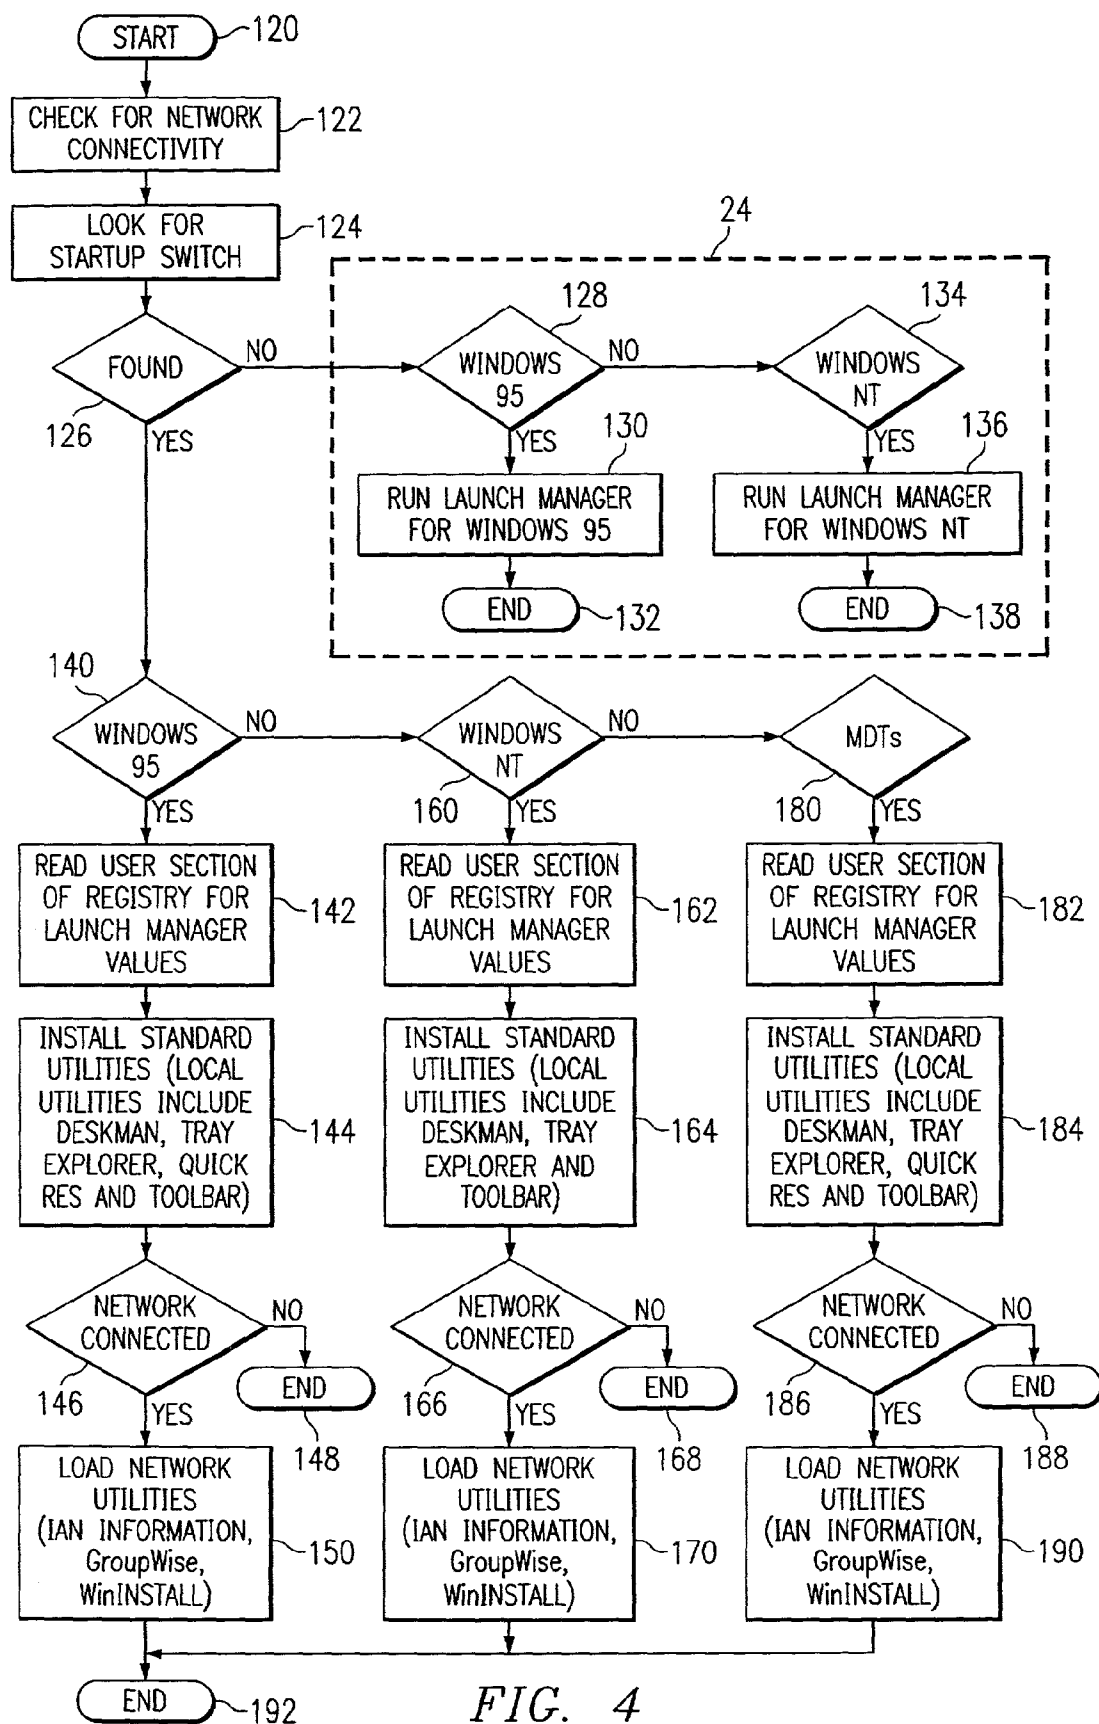 START
120
CHECK FOR NETWORK
CONNECTIVITY
122
LOOK FOR
STARTUP SWITCH
124
24
FOUND
126
NO
YES
WINDOWS
95
128
NO
YES
WINDOWS
NT
134
YES
RUN LAUNCH MANAGER
FOR WINDOWS 95
130
RUN LAUNCH MANAGER
FOR WINDOWS NT
136
END
132
END
138
WINDOWS
95
140
NO
YES
WINDOWS
NT
160
NO
YES
MDTs
180
YES
READ USER SECTION
OF REGISTRY FOR
LAUNCH MANAGER
VALUES
142
READ USER SECTION
OF REGISTRY FOR
LAUNCH MANAGER
VALUES
162
READ USER SECTION
OF REGISTRY FOR
LAUNCH MANAGER
VALUES
182
INSTALL STANDARD
UTILITIES (LOCAL
UTILITIES INCLUDE
DESKMAN, TRAY
EXPLORER, QUICK
RES AND TOOLBAR)
144
INSTALL STANDARD
UTILITIES (LOCAL
UTILITIES INCLUDE
DESKMAN, TRAY
EXPLORER AND
TOOLBAR)
164
INSTALL STANDARD
UTILITIES (LOCAL
UTILITIES INCLUDE
DESKMAN, TRAY
EXPLORER, QUICK
RES AND TOOLBAR)
184
NETWORK
CONNECTED
146
NO
YES
END
148
NETWORK
CONNECTED
166
NO
YES
END
168
NETWORK
CONNECTED
186
NO
YES
END
188
LOAD NETWORK
UTILITIES
(IAN INFORMATION,
GroupWise,
WinINSTALL)
150
LOAD NETWORK
UTILITIES
(IAN INFORMATION,
GroupWise,
WinINSTALL)
170
LOAD NETWORK
UTILITIES
(IAN INFORMATION,
GroupWise,
WinINSTALL)
190
END
192
FIG. 4